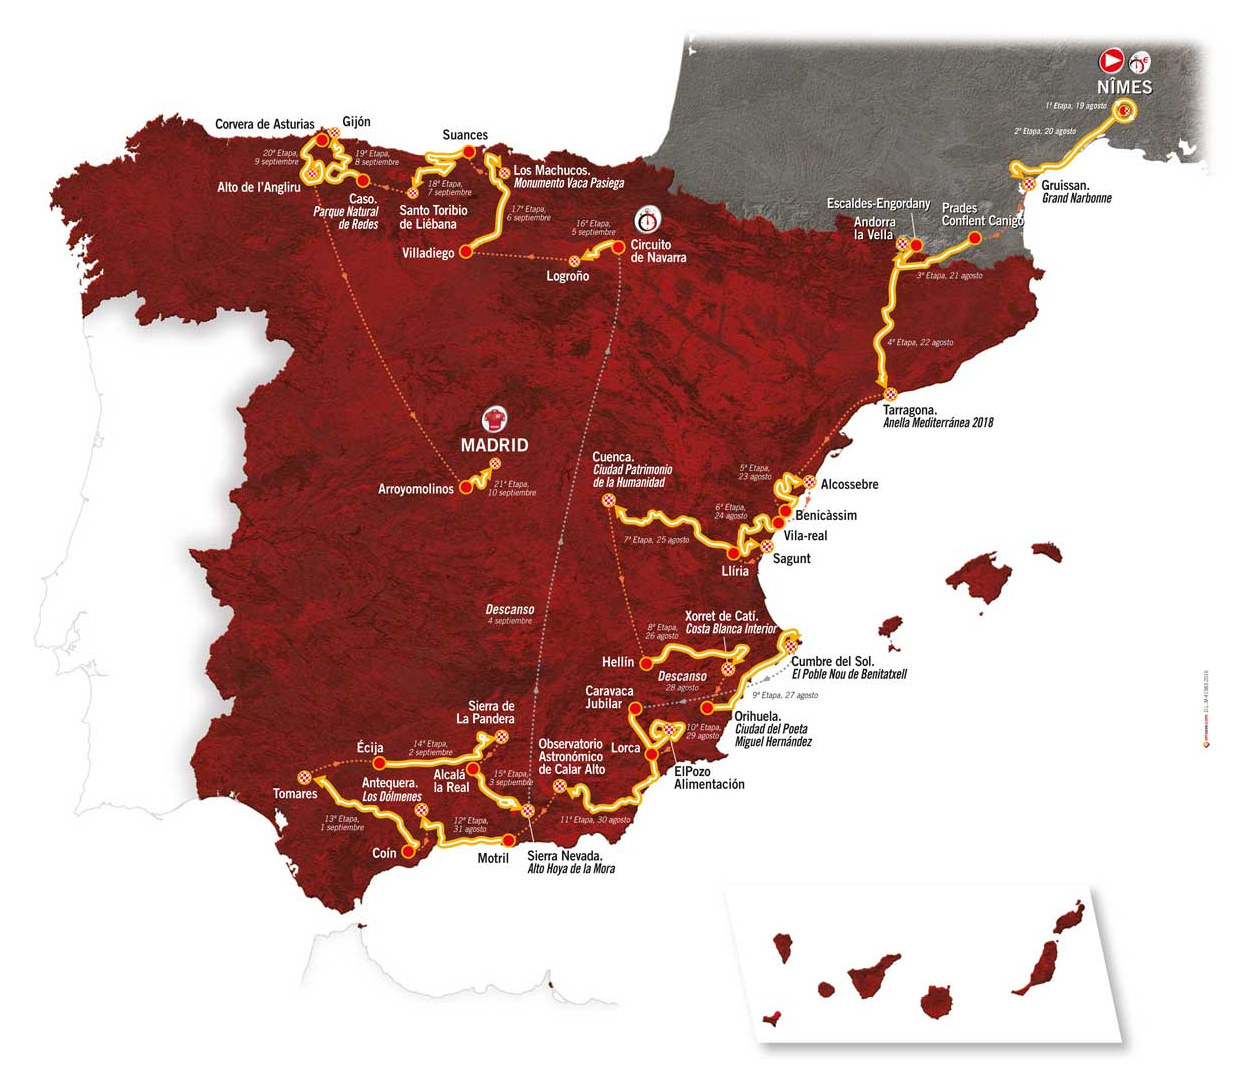 NÎMES
1ª Etapa, 19 agosto
2ª Etapa, 20 agosto
Gruissan.
Grand Narbonne
Escaldes-Engordany
Andorra
la Vella
Prades
Conflent Canigó
3ª Etapa, 21 agosto
4ª Etapa, 22 agosto
Tarragona.
Anella Mediterránea 2018
Corvera de Asturias
Gijón
20ª Etapa,
9 septiembre
19ª Etapa,
8 septiembre
Alto de l'Angliru
Caso.
Parque Natural
de Redes
Suances
18ª Etapa,
7 septiembre
Santo Toribio
de Liébana
Los Machucos.
Monumento Vaca Pasiega
17ª Etapa,
6 septiembre
Villadiego
16ª Etapa,
5 septiembre
Circuito
de Navarra
Logroño
MADRID
Arroyomolinos
21ª Etapa,
10 septiembre
Cuenca.
Ciudad Patrimonio
de la Humanidad
5ª Etapa,
23 agosto
Alcossebre
6ª Etapa,
24 agosto
Benicàssim
Vila-real
Sagunt
7ª Etapa, 25 agosto
Llíria
Descanso
4 septiembre
Xorret de Catí.
Costa Blanca Interior
8ª Etapa,
26 agosto
Hellín
Descanso
28 agosto
Cumbre del Sol.
El Poble Nou de Benitatxell
9ª Etapa, 27 agosto
Caravaca
Jubilar
Orihuela.
Ciudad del Poeta
Miguel Hernández
10ª Etapa,
29 agosto
Lorca
ElPozo
Alimentación
Sierra de
La Pandera
14ª Etapa,
2 septiembre
Écija
Alcalá
la Real
15ª Etapa,
3 septiembre
Observatorio
Astronómico
de Calar Alto
11ª Etapa, 30 agosto
Tomares
Antequera.
Los Dólmenes
13ª Etapa,
1 septiembre
12ª Etapa,
31 agosto
Coín
Motril
Sierra Nevada.
Alto Hoya de la Mora